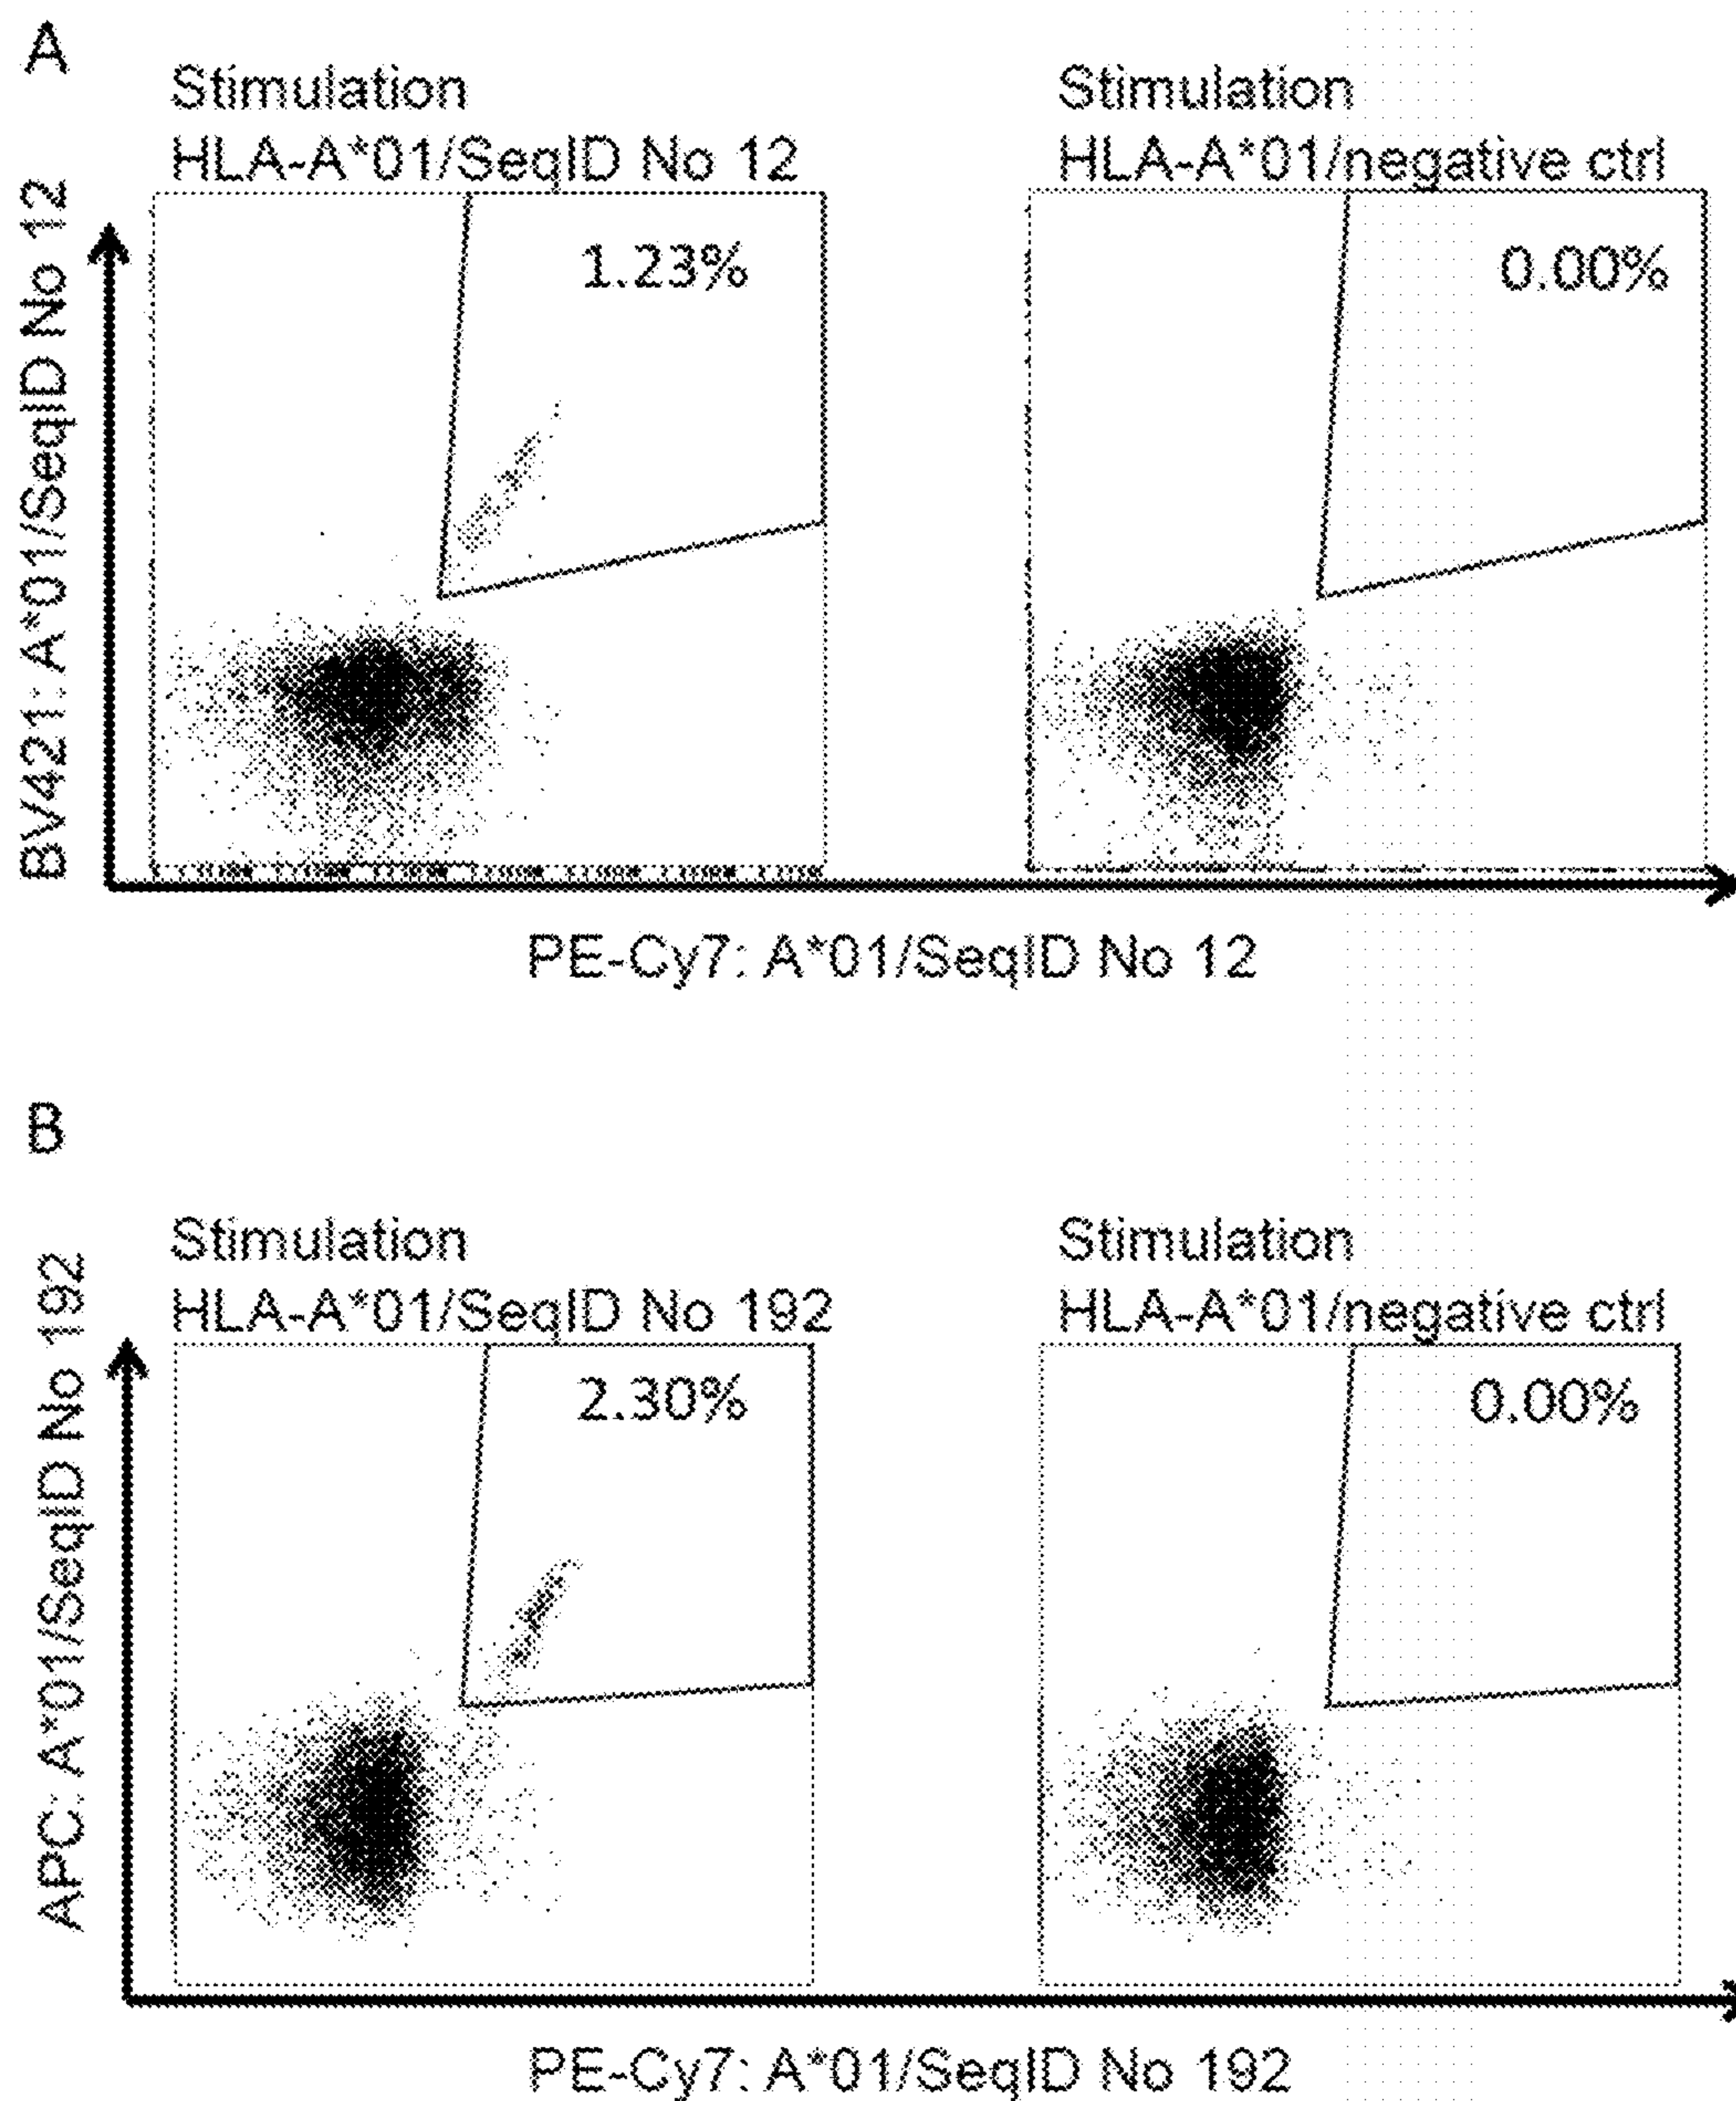 A
Stimulation
HLA-A*01/SeqID No 12
Stimulation
HLA-A*01/negative ctrl
1.23%
0.00%
BV421: A*01/SeqID No 12
PE-Cy7: A*01/SeqID No 12
B
Stimulation
HLA-A*01/SeqID No 192
Stimulation
HLA-A*01/negative ctrl
2.30%
0.00%
APC: A*01/SeqID No 192
PE-Cy7: A*01/SeqID No 192